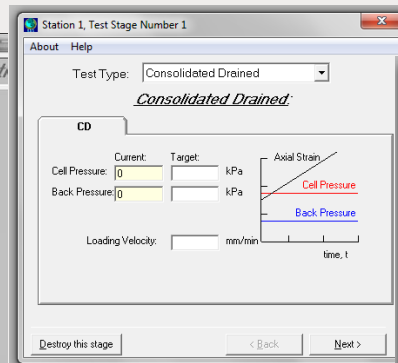 Station 1, Test Stage Number 1
About Help
Test Type: Consolidated Drained
Consolidated Drained:
CD
Current: Target:
Cell Pressure: 0 kPa
Back Pressure: 0 kPa
Loading Velocity: mm/min
Axial Strain
Cell Pressure
Back Pressure
time, t
Destroy this stage < Back Next >